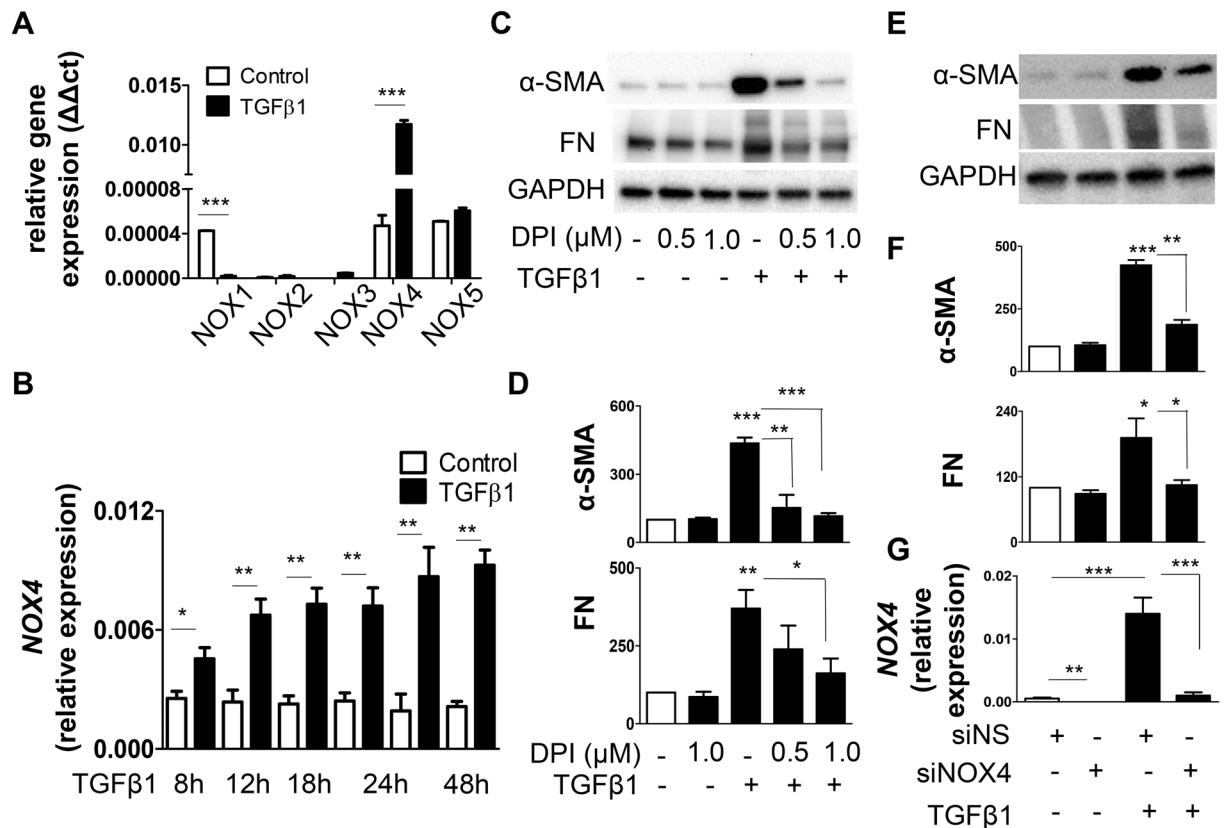 A
relative gene
expression (ΔΔct)
Control
TGFβ1
0.015
0.012
0.010
0.00008
0.00004
0.00000
***
***
NOX1
NOX2
NOX3
NOX4
NOX5
B
NOX4
(relative expression)
Control
TGFβ1
0.012
0.006
0.000
*
**
**
**
**
**
TGFβ1 8h 12h 18h 24h 48h
C
α-SMA
FN
GAPDH
DPI (µM) - 0.5 1.0 - 0.5 1.0
TGFβ1 - - - + + +
D
α-SMA
600
300
0
***
**
***
FN
500
250
0
**
*
DPI (µM) - 1.0 - 0.5 1.0
TGFβ1 - - + + +
E
α-SMA
FN
GAPDH
F
α-SMA
500
250
0
***
**
FN
240
120
0
*
*
G
NOX4
(relative
expression)
0.02
0.01
0.00
**
***
***
siNS + - + -
siNOX4 - + - +
TGFβ1 - - + +